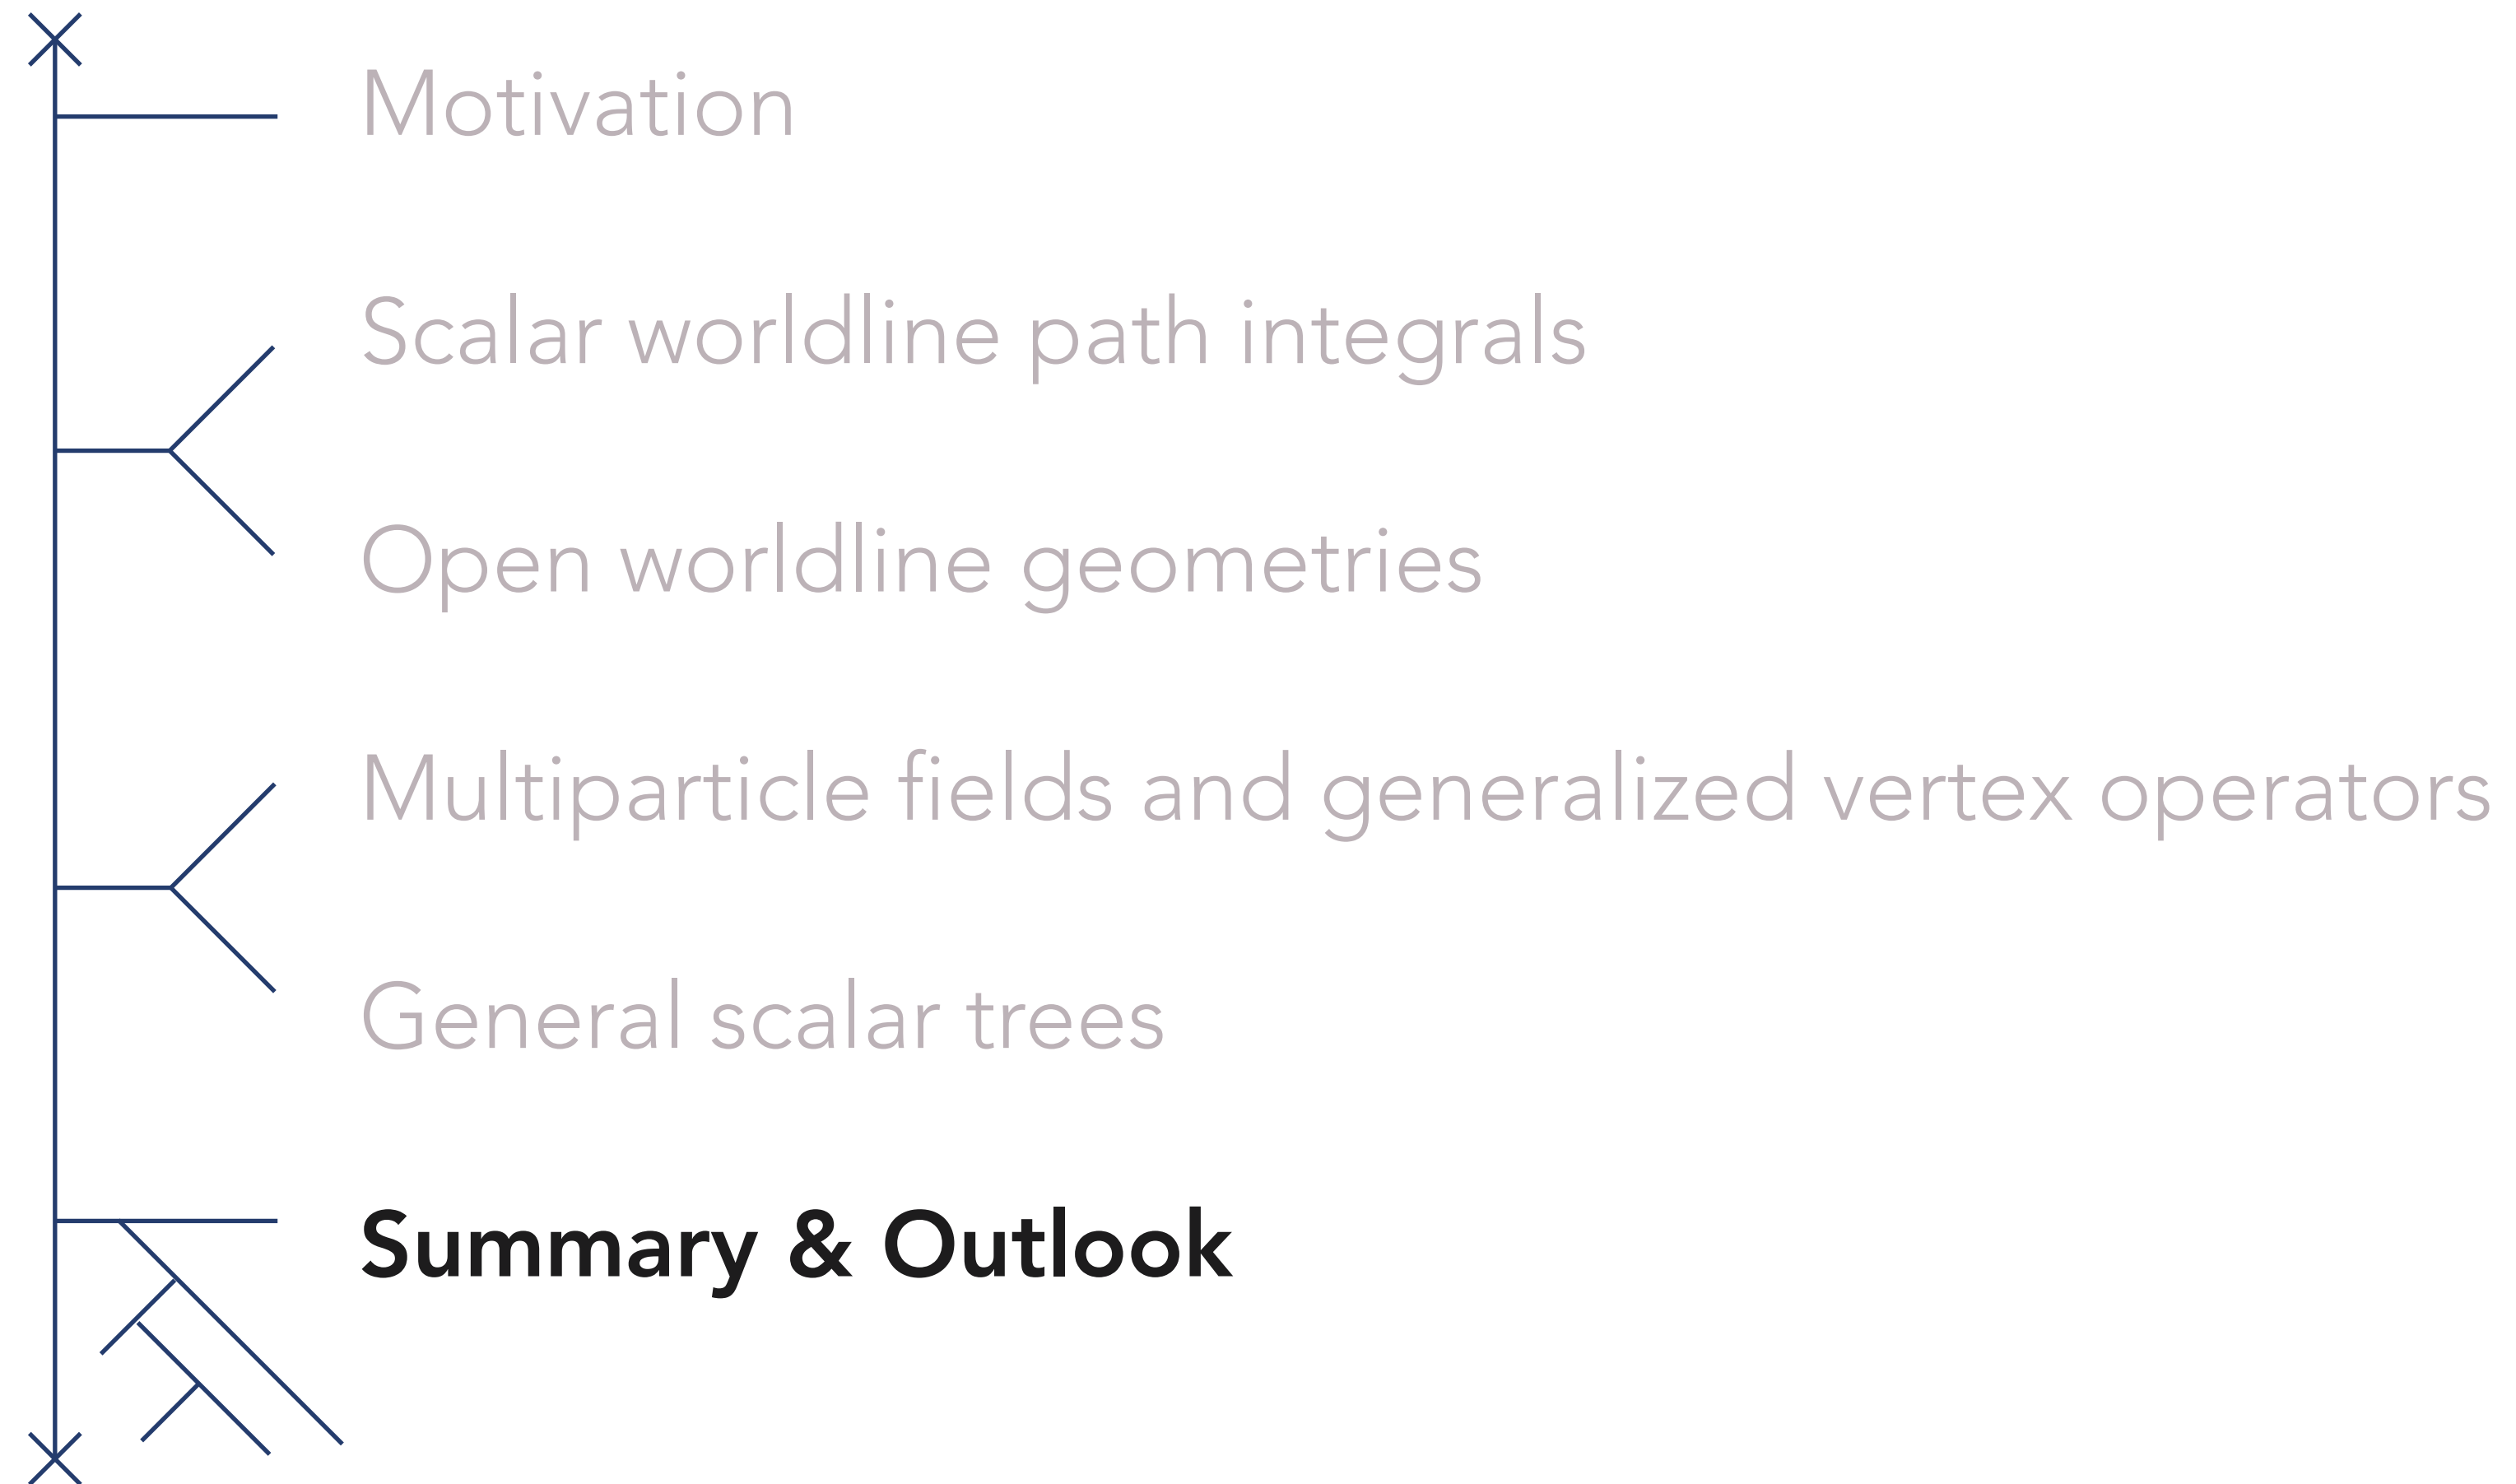 Motivation
Scalar worldline path integrals
Open worldline geometries
Multiparticle fields and generalized vertex operators
General scalar trees
Summary & Outlook